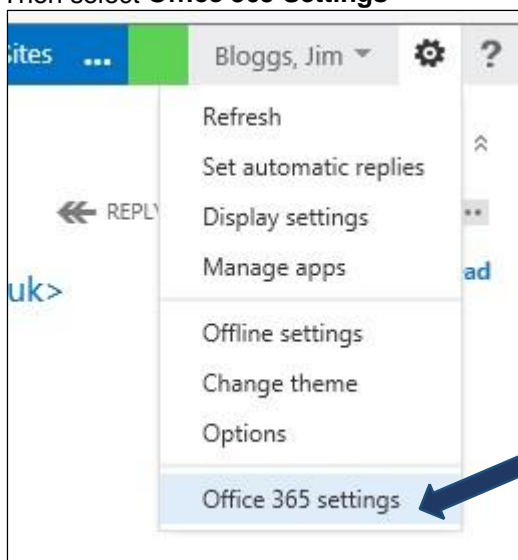 Then select Office 365 Settings
Sites ... Bloggs, Jim ?
Refresh
Set automatic replies
REPLY Display settings
Manage apps
uk>
Offline settings
Change theme
Options
Office 365 settings